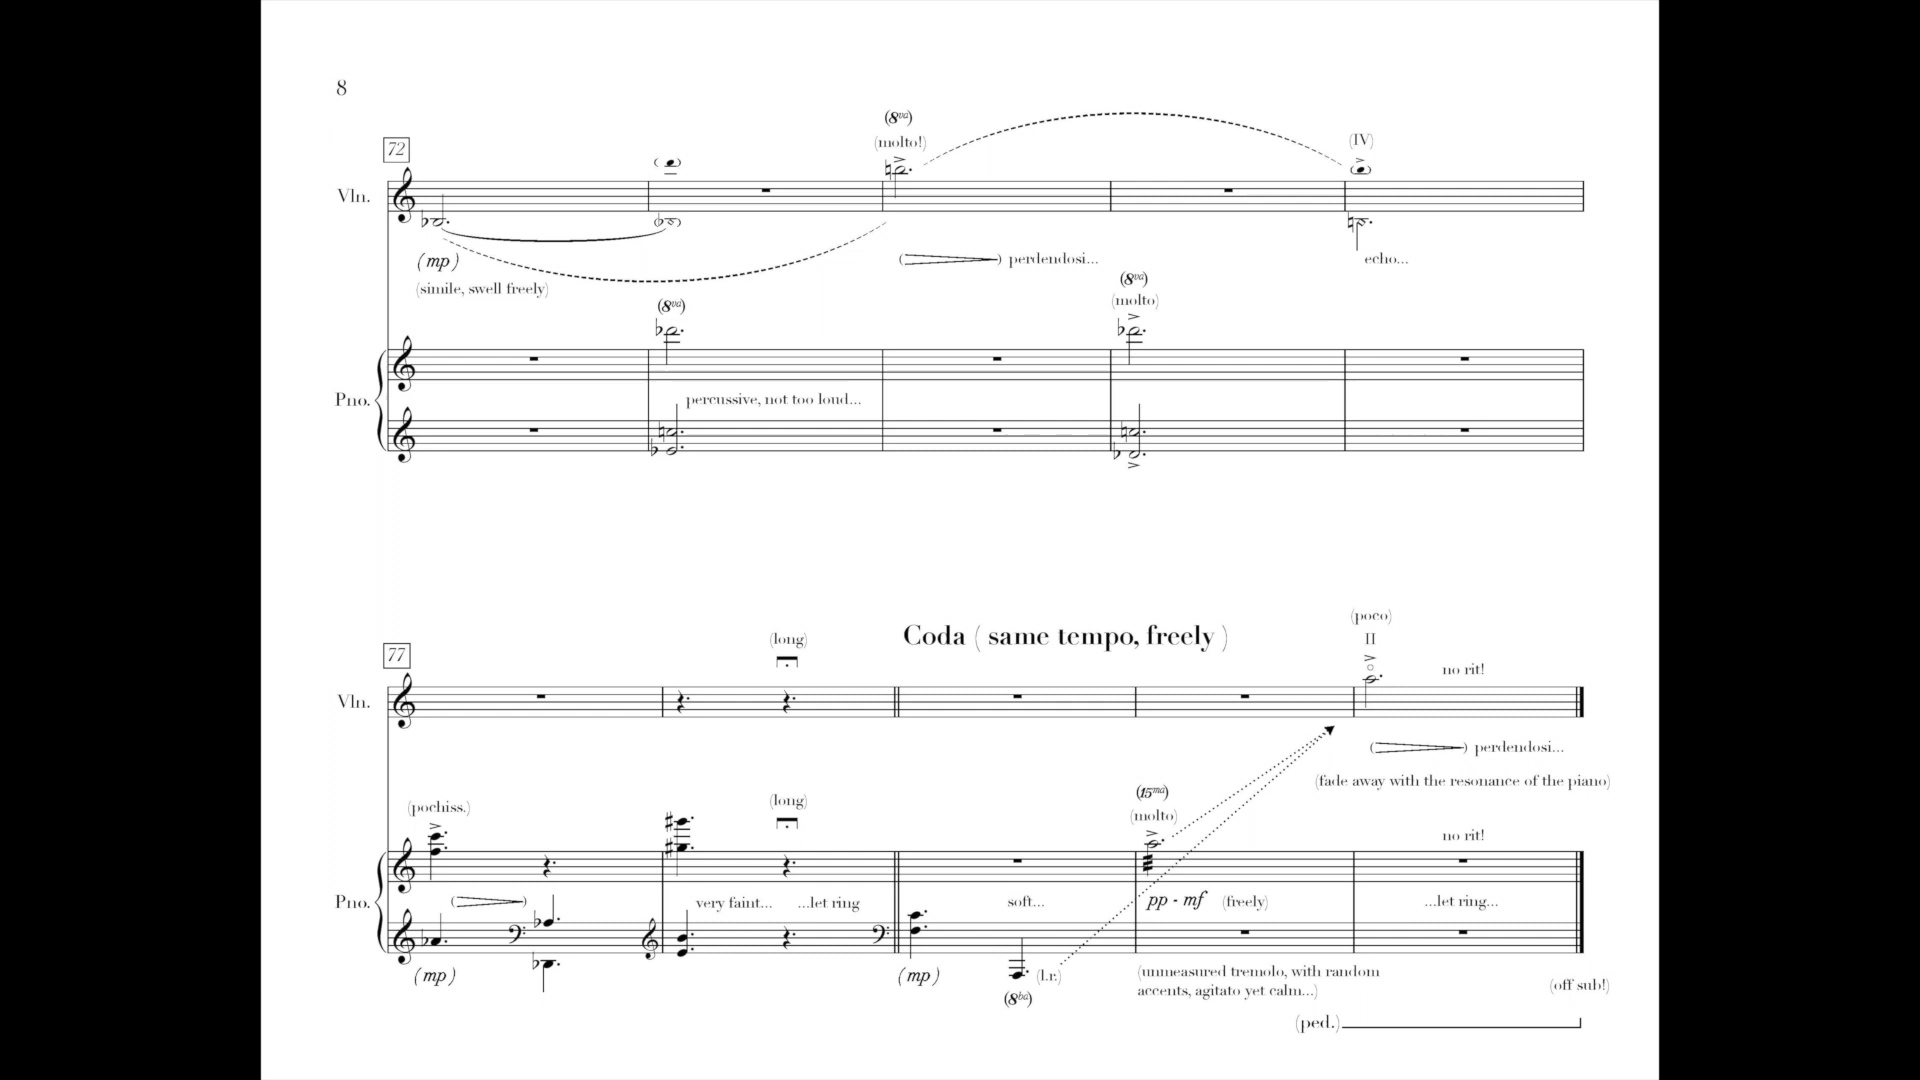 8
(8va)
72
(molto!)
(IV)
Vln.
(mp)
perdendosi...
echo...
(simile, swell freely)
(8va)
(8va)
(molto)
Pno.
percussive, not too loud...
(poco)
Coda ( same tempo, freely )
II
77
(long)
no rit!
Vln.
perdendosi...
(fade away with the resonance of the piano)
(15ma)
(pochiss.)
(long)
(molto)
no rit!
Pno.
very faint...
...let ring
soft...
pp - mf
(freely)
...let ring...
(mp)
(mp)
(l.r.)
(unmeasured tremolo, with random
accents, agitato yet calm...)
(8ba)
(off sub!)
(ped.)